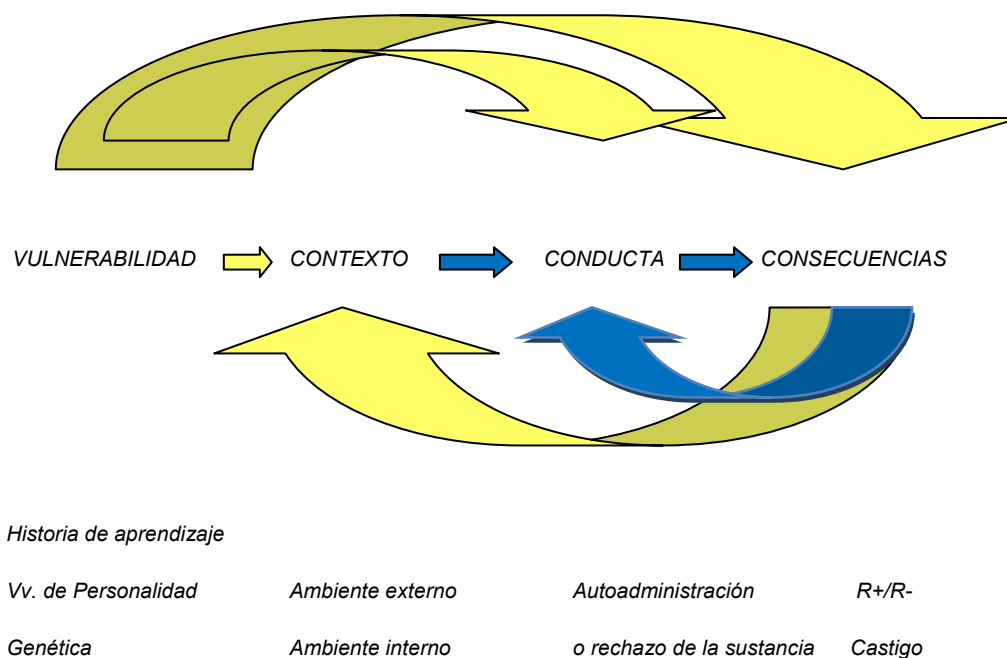 VULNERABILIDAD CONTEXTO CONDUCTA CONSECUENCIAS
Historia de aprendizaje
Vv. de Personalidad Ambiente externo Autoadministración R+/R-
Genética Ambiente interno o rechazo de la sustancia Castigo